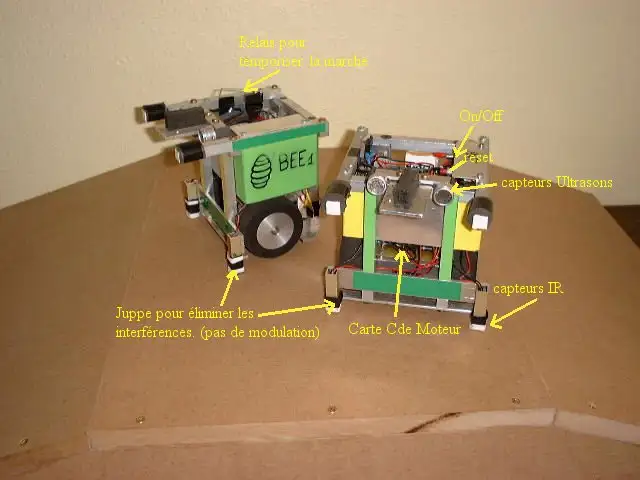 Relais pour
temporiser la marche
On/Off
reset
capteurs Ultrasons
BEE1
capteurs IR
Juppe pour éliminer les
interférences. (pas de modulation)
Carte Cde Moteur